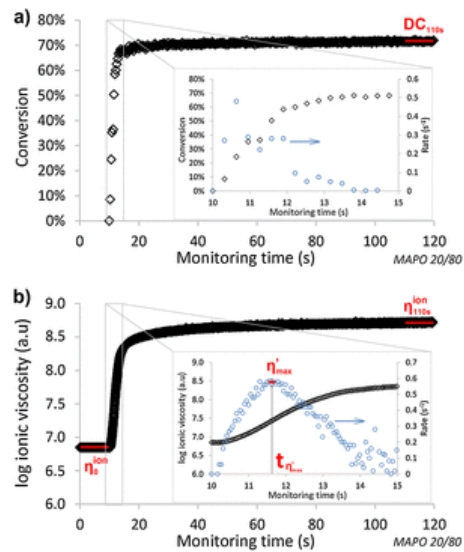 a)
80%
70%
60%
50%
40%
30%
20%
10%
0%
Conversion
DC110s
80%
70%
60%
50%
40%
30%
20%
10%
0%
Conversion
0.6
0.5
0.4
0.3
0.2
0.1
0
Rate (s-1)
10 11 12 13 14 15
Monitoring time (s)
0 20 40 60 80 100 120
Monitoring time (s)
MAPO 20/80
b)
9.0
8.5
8.0
7.5
7.0
6.5
6.0
log ionic viscosity (a.u)
η110s ion
η0 ion
8.5
8.0
7.5
7.0
6.5
6.0
log ionic viscosity (a.u)
η'max
t η'max
0.7
0.6
0.5
0.4
0.3
0.2
0.1
0
Rate (s-1)
10 11 12 13 14 15
Monitoring time (s)
0 20 40 60 80 100 120
Monitoring time (s)
MAPO 20/80